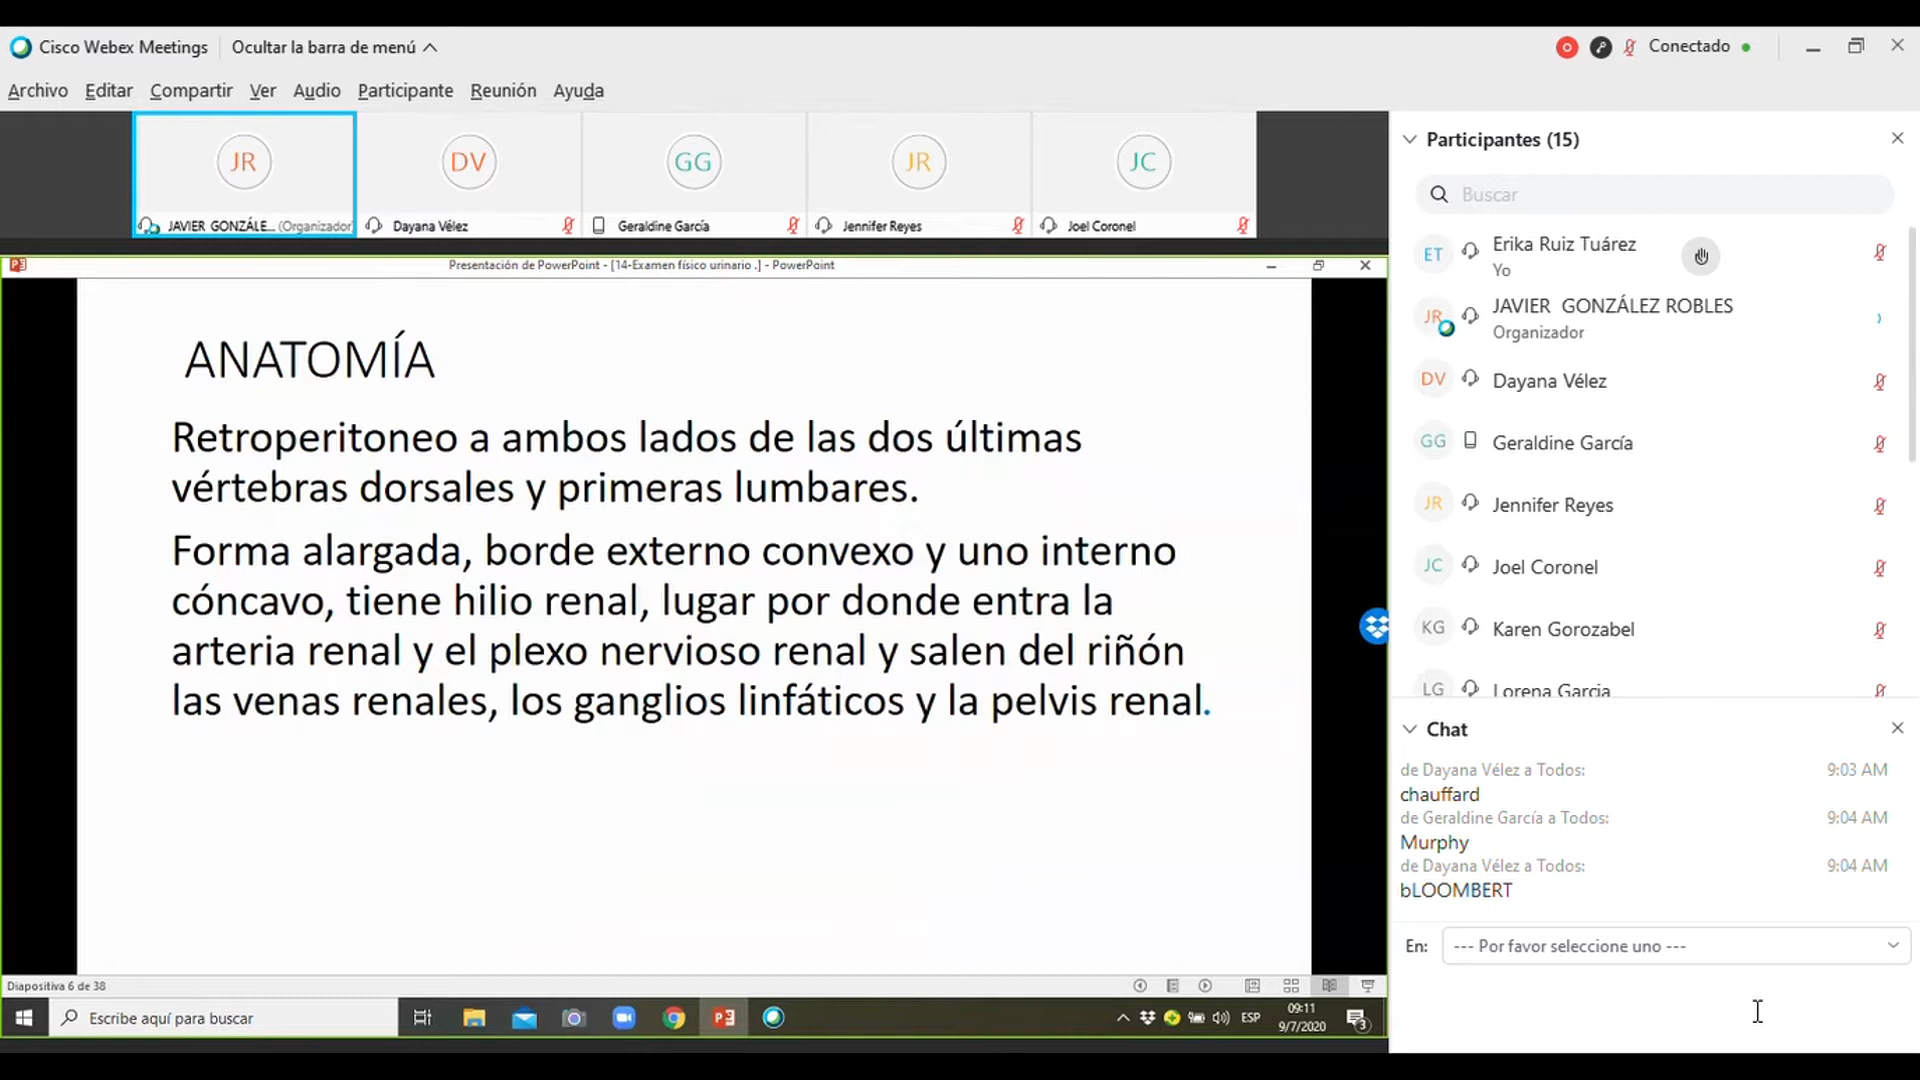 Cisco Webex Meetings
Ocultar la barra de menú
Conectado
Archivo Editar Compartir Ver Audio Participante Reunión Ayuda
JR
DV
GG
JR
JC
JAVIER GONZÁLE... (Organizador)
Dayana Vélez
Geraldine García
Jennifer Reyes
Joel Coronel
Presentación de PowerPoint - [14-Examen físico urinario .] - PowerPoint
ANATOMÍA
Retroperitoneo a ambos lados de las dos últimas
vértebras dorsales y primeras lumbares.
Forma alargada, borde externo convexo y uno interno
cóncavo, tiene hilio renal, lugar por donde entra la
arteria renal y el plexo nervioso renal y salen del riñón
las venas renales, los ganglios linfáticos y la pelvis renal.
Diapositiva 6 de 38
Escribe aquí para buscar
ESP
09:11
9/7/2020
3
Participantes (15)
Buscar
ET Erika Ruiz Tuárez
Yo
JR JAVIER GONZÁLEZ ROBLES
Organizador
DV Dayana Vélez
GG Geraldine García
JR Jennifer Reyes
JC Joel Coronel
KG Karen Gorozabel
LG Lorena Garcia
Chat
de Dayana Vélez a Todos: 9:03 AM
chauffard
de Geraldine García a Todos: 9:04 AM
Murphy
de Dayana Vélez a Todos: 9:04 AM
bLOOMBERT
En: --- Por favor seleccione uno ---